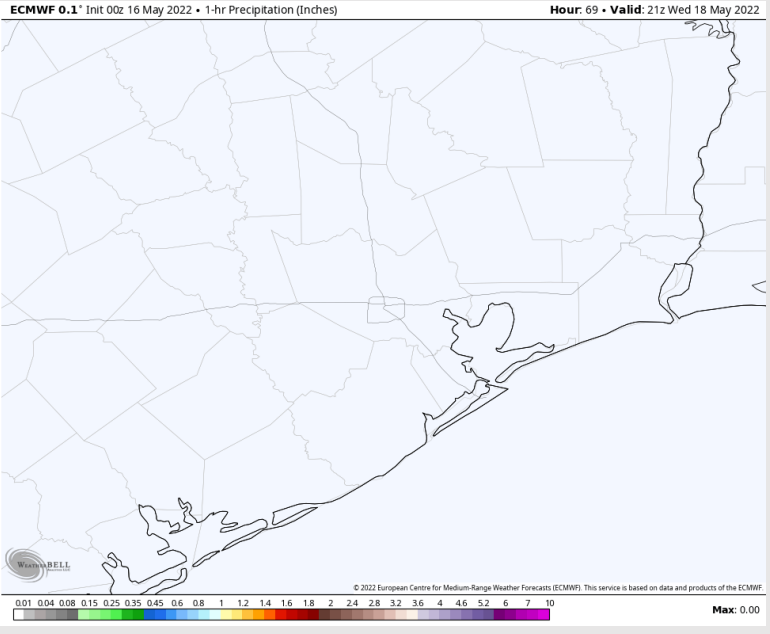 ECMWF 0.1° Init 00z 16 May 2022 • 1-hr Precipitation (Inches) Hour: 69 • Valid: 21z Wed 18 May 2022
WEATHERBELL
© 2022 European Centre for Medium-Range Weather Forecasts (ECMWF). This service is based on data and products of the ECMWF.
0.01 0.04 0.08 0.15 0.25 0.35 0.45 0.6 0.8 1 1.2 1.4 1.6 1.8 2 2.4 2.8 3.2 3.6 4 4.6 5.2 6 7 10 Max: 0.00